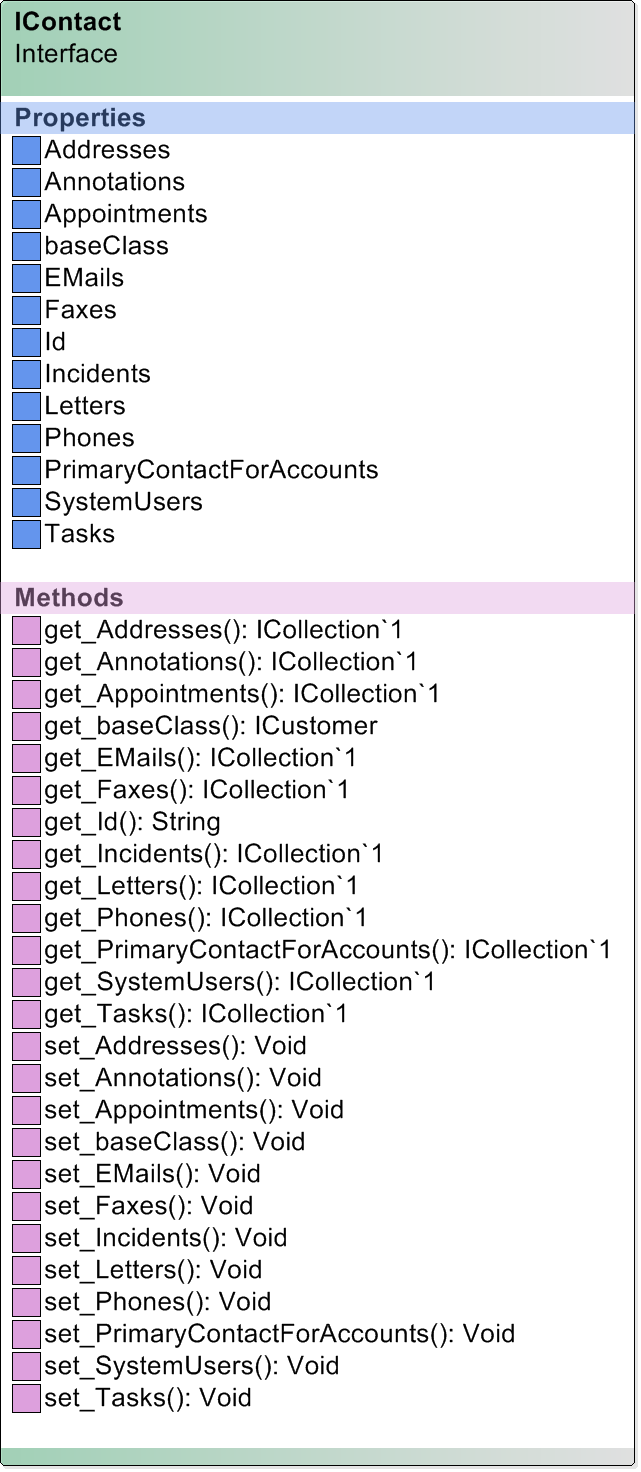 IContact
Interface
Properties
Addresses
Annotations
Appointments
baseClass
EMails
Faxes
Id
Incidents
Letters
Phones
PrimaryContactForAccounts
SystemUsers
Tasks
Methods
get_Addresses(): ICollection`1
get_Annotations(): ICollection`1
get_Appointments(): ICollection`1
get_baseClass(): ICustomer
get_EMails(): ICollection`1
get_Faxes(): ICollection`1
get_Id(): String
get_Incidents(): ICollection`1
get_Letters(): ICollection`1
get_Phones(): ICollection`1
get_PrimaryContactForAccounts(): ICollection`1
get_SystemUsers(): ICollection`1
get_Tasks(): ICollection`1
set_Addresses(): Void
set_Annotations(): Void
set_Appointments(): Void
set_baseClass(): Void
set_EMails(): Void
set_Faxes(): Void
set_Incidents(): Void
set_Letters(): Void
set_Phones(): Void
set_PrimaryContactForAccounts(): Void
set_SystemUsers(): Void
set_Tasks(): Void